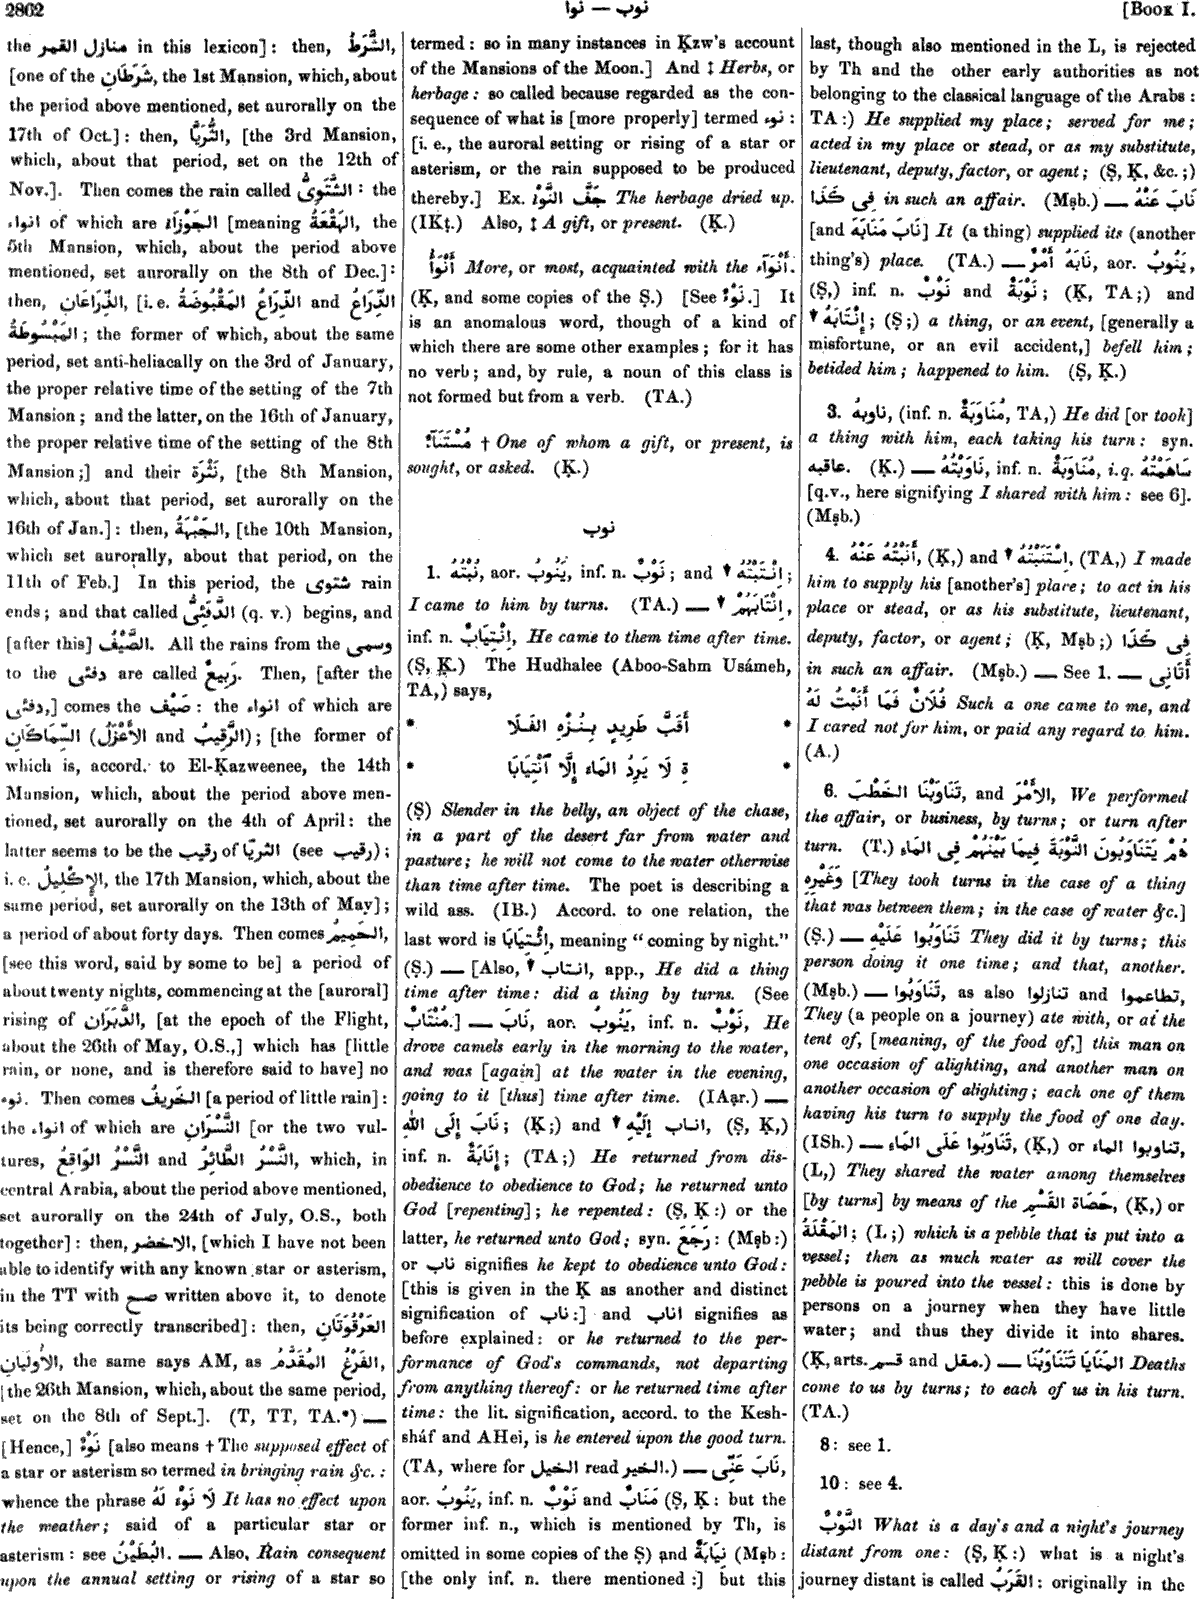 2802
نوا — نوب
[BOOK I.
the منازل القمر in this lexicon]: then, الشَّرَطُ,
[one of the شَرَطَانِ, the 1st Mansion, which, about
the period above mentioned, set aurorally on the
17th of Oct.]: then, الثُّرَيَّا, [the 3rd Mansion,
which, about that period, set on the 12th of
Nov.]. Then comes the rain called الشَّتَوِىُّ: the
انواء of which are الجَوْزَآءُ [meaning الهَقْعَةُ, the
5th Mansion, which, about the period above
mentioned, set aurorally on the 8th of Dec.]:
then, الذِّرَاعَانِ, [i. e. الذِّرَاعُ المَقْبُوضَةُ and الذِّرَاعُ
المَبْسُوطَةُ; the former of which, about the same
period, set anti-heliacally on the 3rd of January,
the proper relative time of the setting of the 7th
Mansion; and the latter, on the 16th of January,
the proper relative time of the setting of the 8th
Mansion;] and their نَثْرَة, [the 8th Mansion,
which, about that period, set aurorally on the
16th of Jan.]: then, الجَبْهَةُ, [the 10th Mansion,
which set aurorally, about that period, on the
11th of Feb.] In this period, the شتوى rain
ends; and that called الدَّفَئِىُّ (q. v.) begins, and
[after this] الصَّيْفُ. All the rains from the وسمى
to the دفئى are called رَبِيعٌ. Then, [after the
دفئى,] comes the صَيْف: the انواء of which are
السِّمَاكَانِ (الأَعْزَلُ and الرَّقِيبُ); [the former of
which is, accord. to El-Kazweenee, the 14th
Mansion, which, about the period above men-
tioned, set aurorally on the 4th of April: the
latter seems to be the رقيب of الثريا (see رقيب);
i. e. الإِكْلِيلُ, the 17th Mansion, which, about the
same period, set aurorally on the 13th of May];
a period of about forty days. Then comes الحَمِيمُ,
[see this word, said by some to be] a period of
about twenty nights, commencing at the [auroral]
rising of الدَّبَرَان, [at the epoch of the Flight,
about the 26th of May, O.S.,] which has [little
rain, or none, and is therefore said to have] no
نوء. Then comes الخَرِيفُ [a period of little rain]:
the انواء of which are النَّسْرَانِ [or the two vul-
tures, النَّسْرُ الوَاقِعُ and النَّسْرُ الطَّائِرُ, which, in
central Arabia, about the period above mentioned,
set aurorally on the 24th of July, O.S., both
together]: then, الاخضر, [which I have not been
able to identify with any known star or asterism,
in the TT with صح written above it, to denote
its being correctly transcribed]: then, العَرْقُوَتَانِ
الأُولَيَانِ, the same says AM, as الفَرْغُ المُقَدَّمُ,
[the 26th Mansion, which, about the same period,
set on the 8th of Sept.]. (T, TT, TA.*) —
[Hence,] نَوْءٌ [also means † The supposed effect of
a star or asterism so termed in bringing rain &c.:
whence the phrase لَا نَوْءَ لَهُ It has no effect upon
the weather; said of a particular star or
asterism: see البُطَيْنُ. — Also, Rain consequent
upon the annual setting or rising of a star so
termed: so in many instances in Ḳzw's account
of the Mansions of the Moon.] And ‡ Herbs, or
herbage: so called because regarded as the con-
sequence of what is [more properly] termed نوء:
[i. e., the auroral setting or rising of a star or
asterism, or the rain supposed to be produced
thereby.] Ex. جَفَّ النَّوْءُ The herbage dried up.
(IḲṭ.) Also, ‡ A gift, or present. (Ḳ.)
أَنْوَأُ More, or most, acquainted with the أَنْوَآء.
(Ḳ, and some copies of the Ṣ.) [See نَوْءٌ.] It
is an anomalous word, though of a kind of
which there are some other examples; for it has
no verb; and, by rule, a noun of this class is
not formed but from a verb. (TA.)
مُسْتَنَآءٌ † One of whom a gift, or present, is
sought, or asked. (Ḳ.)
نوب
1. نُبْتُهُ, aor. يَنُوبُ, inf. n. نَوْبٌ; and ▾ اِنْتَبْتُهُ;
I came to him by turns. (TA.) — ▾ اِنْتَابَهُمْ,
inf. n. اِنْتِيَابٌ, He came to them time after time.
(Ṣ, Ḳ.) The Hudhalee (Aboo-Sahm Usámeh,
TA,) says,
* أَقَبَّ طَرِيدٍ بِنُزْهِ الفَلَا *
* ةِ لَا يَرِدُ المَاءَ إِلَّا ٱنْتِيَابَا *
(Ṣ) Slender in the belly, an object of the chase,
in a part of the desert far from water and
pasture; he will not come to the water otherwise
than time after time. The poet is describing a
wild ass. (IB.) Accord. to one relation, the
last word is اِئْتِيَابَا, meaning "coming by night."
(Ṣ.) — [Also, ▾ انتاب, app., He did a thing
time after time: did a thing by turns. (See
مُنْتَابٌ.] — نَابَ, aor. يَنُوبُ, inf. n. نَوْبٌ, He
drove camels early in the morning to the water,
and was [again] at the water in the evening,
going to it [thus] time after time. (IAạr.) —
نَابَ إِلَى اللّٰهِ; (Ḳ;) and ▾ اناب إِلَيْهِ, (Ṣ, Ḳ,)
inf. n. إِنَابَةٌ; (TA;) He returned from dis-
obedience to obedience to God; he returned unto
God [repenting]; he repented: (Ṣ, Ḳ:) or the
latter, he returned unto God; syn. رَجَعَ: (Mṣb:)
or ناب signifies he kept to obedience unto God:
[this is given in the Ḳ as another and distinct
signification of ناب:] and اناب signifies as
before explained: or he returned to the per-
formance of God's commands, not departing
from anything thereof: or he returned time after
time: the lit. signification, accord. to the Kesh-
sháf and AHei, is he entered upon the good turn.
(TA, where for الخيل read الخير.) — نَابَ عَنِّى,
aor. يَنُوبُ, inf. n. نَوْبٌ and مَنَابٌ (Ṣ, Ḳ: but the
former inf. n., which is mentioned by Th, is
omitted in some copies of the Ṣ) and نِيَابَةٌ (Mṣb:
[the only inf. n. there mentioned:] but this
last, though also mentioned in the L, is rejected
by Th and the other early authorities as not
belonging to the classical language of the Arabs:
TA:) He supplied my place; served for me;
acted in my place or stead, or as my substitute,
lieutenant, deputy, factor, or agent; (Ṣ, Ḳ, &c.;)
فِى كَذَا in such an affair. (Mṣb.) — نَابَ عَنْهُ
[and نَابَ مَنَابَهُ] It (a thing) supplied its (another
thing's) place. (TA.) — نَابَهُ أَمْرٌ, aor. يَنُوبُ,
(Ṣ,) inf. n. نَوْبٌ and نَوْبَةٌ; (Ḳ, TA;) and
▾ اِنْتَابَهُ; (Ṣ;) a thing, or an event, [generally a
misfortune, or an evil accident,] befell him;
betided him; happened to him. (Ṣ, Ḳ.)
3. ناوبهُ, (inf. n. مُنَاوَبَةٌ, TA,) He did [or took]
a thing with him, each taking his turn: syn.
عاقبه. (Ḳ.) — نَاوَبْتُهُ, inf. n. مُنَاوَبَةٌ, i. q. سَاهَمْتُهُ
[q.v., here signifying I shared with him: see 6].
(Mṣb.)
4. أَنَبْتُهُ عَنْهُ, (Ḳ,) and ▾ اِسْتَنَبْتُهُ, (TA,) I made
him to supply his [another's] place; to act in his
place or stead, or as his substitute, lieutenant,
deputy, factor, or agent; (Ḳ, Mṣb;) فِى كَذَا
in such an affair. (Mṣb.) — See 1. — أَتَانِى
فُلَانٌ فَمَا أَنَبْتُ لَهُ Such a one came to me, and
I cared not for him, or paid any regard to him.
(A.)
6. تَنَاوَبْنَا الخَطْبَ, and الأَمْرَ, We performed
the affair, or business, by turns; or turn after
turn. (T.) هُمْ يَتَنَاوَبُونَ النَّوْبَةَ فِيمَا بَيْنَهُمْ فِى المَاءِ
وَغَيْرِهِ [They took turns in the case of a thing
that was between them; in the case of water &c.]
(Ṣ.) — تَنَاوَبُوا عَلَيْهِ They did it by turns; this
person doing it one time; and that, another.
(Mṣb.) — تَنَاوَبُوا, as also تنازلوا and تطاعموا,
They (a people on a journey) ate with, or at the
tent of, [meaning, of the food of,] this man on
one occasion of alighting, and another man on
another occasion of alighting; each one of them
having his turn to supply the food of one day.
(ISh.) — تَنَاوَبُوا عَلَى المَاءِ, (Ḳ,) or تناوبوا الماء,
(L,) They shared the water among themselves
[by turns] by means of the حَصَاة القَسْمِ, (Ḳ,) or
المَقْلَةُ; (L;) which is a pebble that is put into a
vessel; then as much water as will cover the
pebble is poured into the vessel: this is done by
persons on a journey when they have little
water; and thus they divide it into shares.
(Ḳ, arts. قسم and مقل.) — المَنَايَا تَتَنَاوَبُنَا Deaths
come to us by turns; to each of us in his turn.
(TA.)
8: see 1.
10: see 4.
النَّوْبُ What is a day's and a night's journey
distant from one: (Ṣ, Ḳ:) what is a night's
journey distant is called القَرَبُ: originally in the